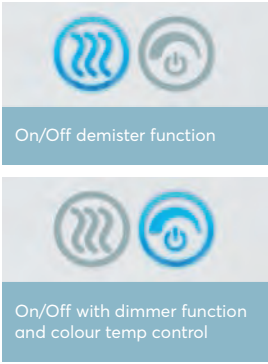 On/Off demister function
On/Off with dimmer function
and colour temp control